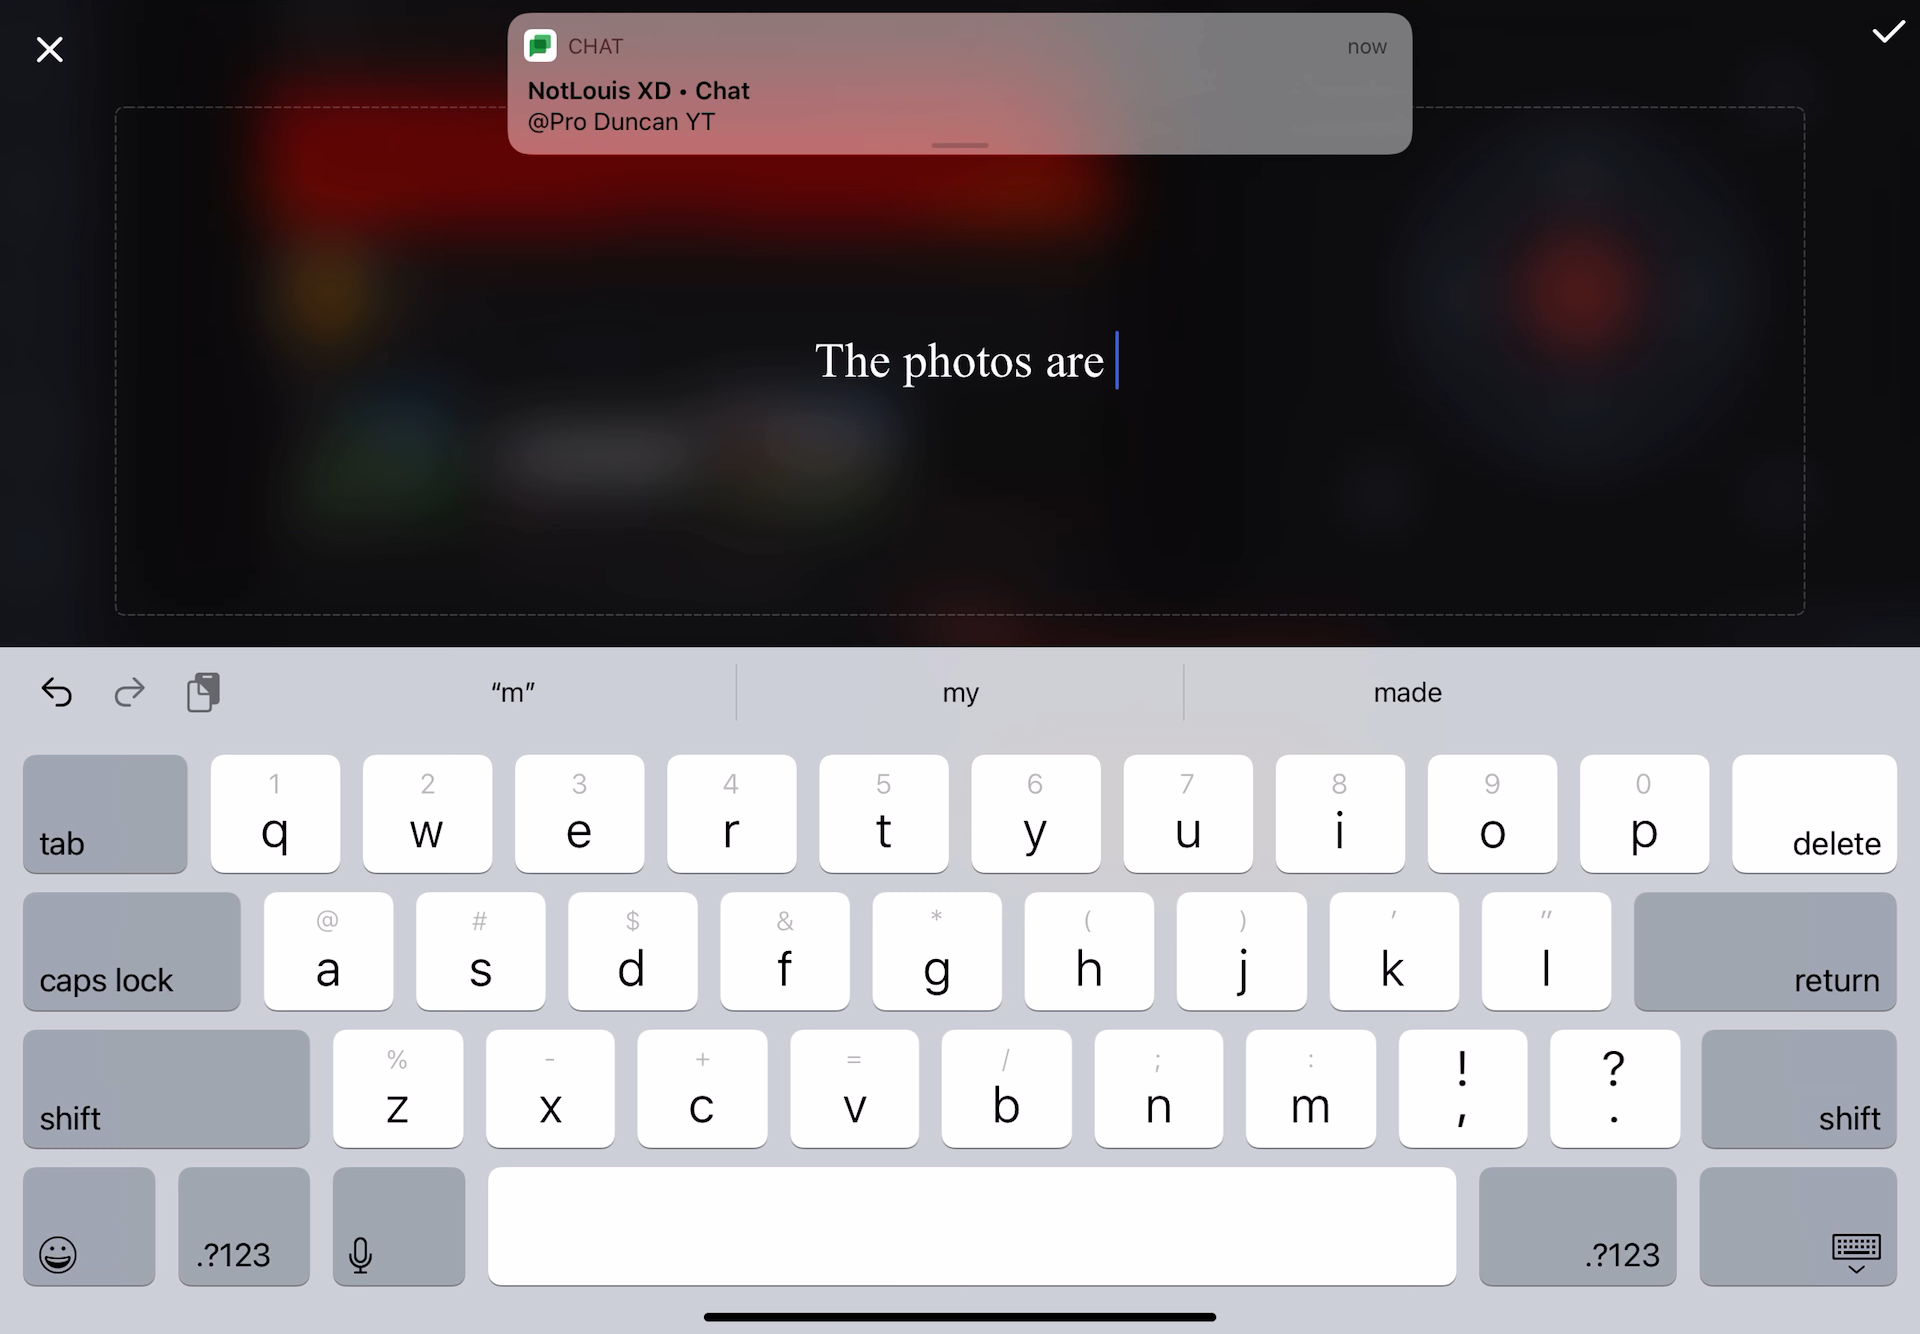 CHAT now
NotLouis XD • Chat
@Pro Duncan YT
The photos are
“m” my made
tab 1 q 2 w 3 e 4 r 5 t 6 y 7 u 8 i 9 o 0 p delete
caps lock @ a # s $ d & f * g ( h ) j ' k " l return
shift % z - x + c = v / b ; n : m ! , ? . shift
.?123 .?123